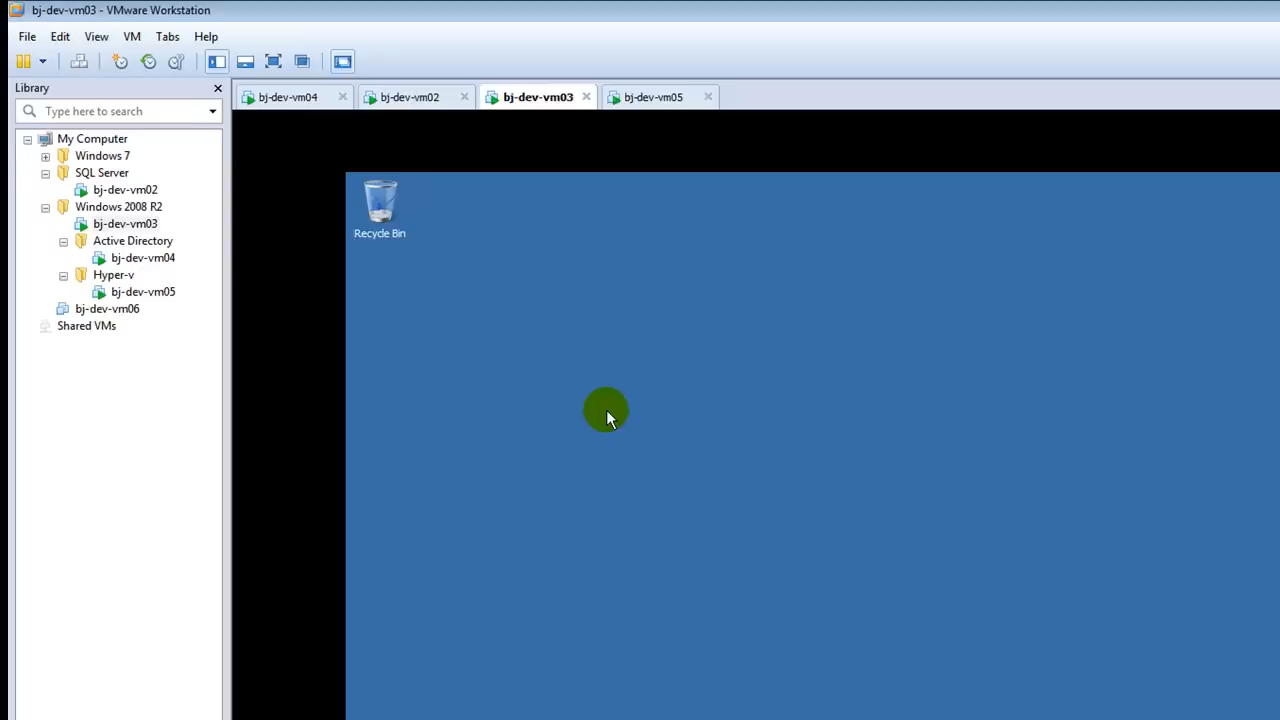 bj-dev-vm03 - VMware Workstation
File Edit View VM Tabs Help
Library
Type here to search
bj-dev-vm04 bj-dev-vm02 bj-dev-vm03 bj-dev-vm05
My Computer
Windows 7
SQL Server
bj-dev-vm02
Windows 2008 R2
bj-dev-vm03
Active Directory
bj-dev-vm04
Hyper-v
bj-dev-vm05
bj-dev-vm06
Shared VMs
Recycle Bin